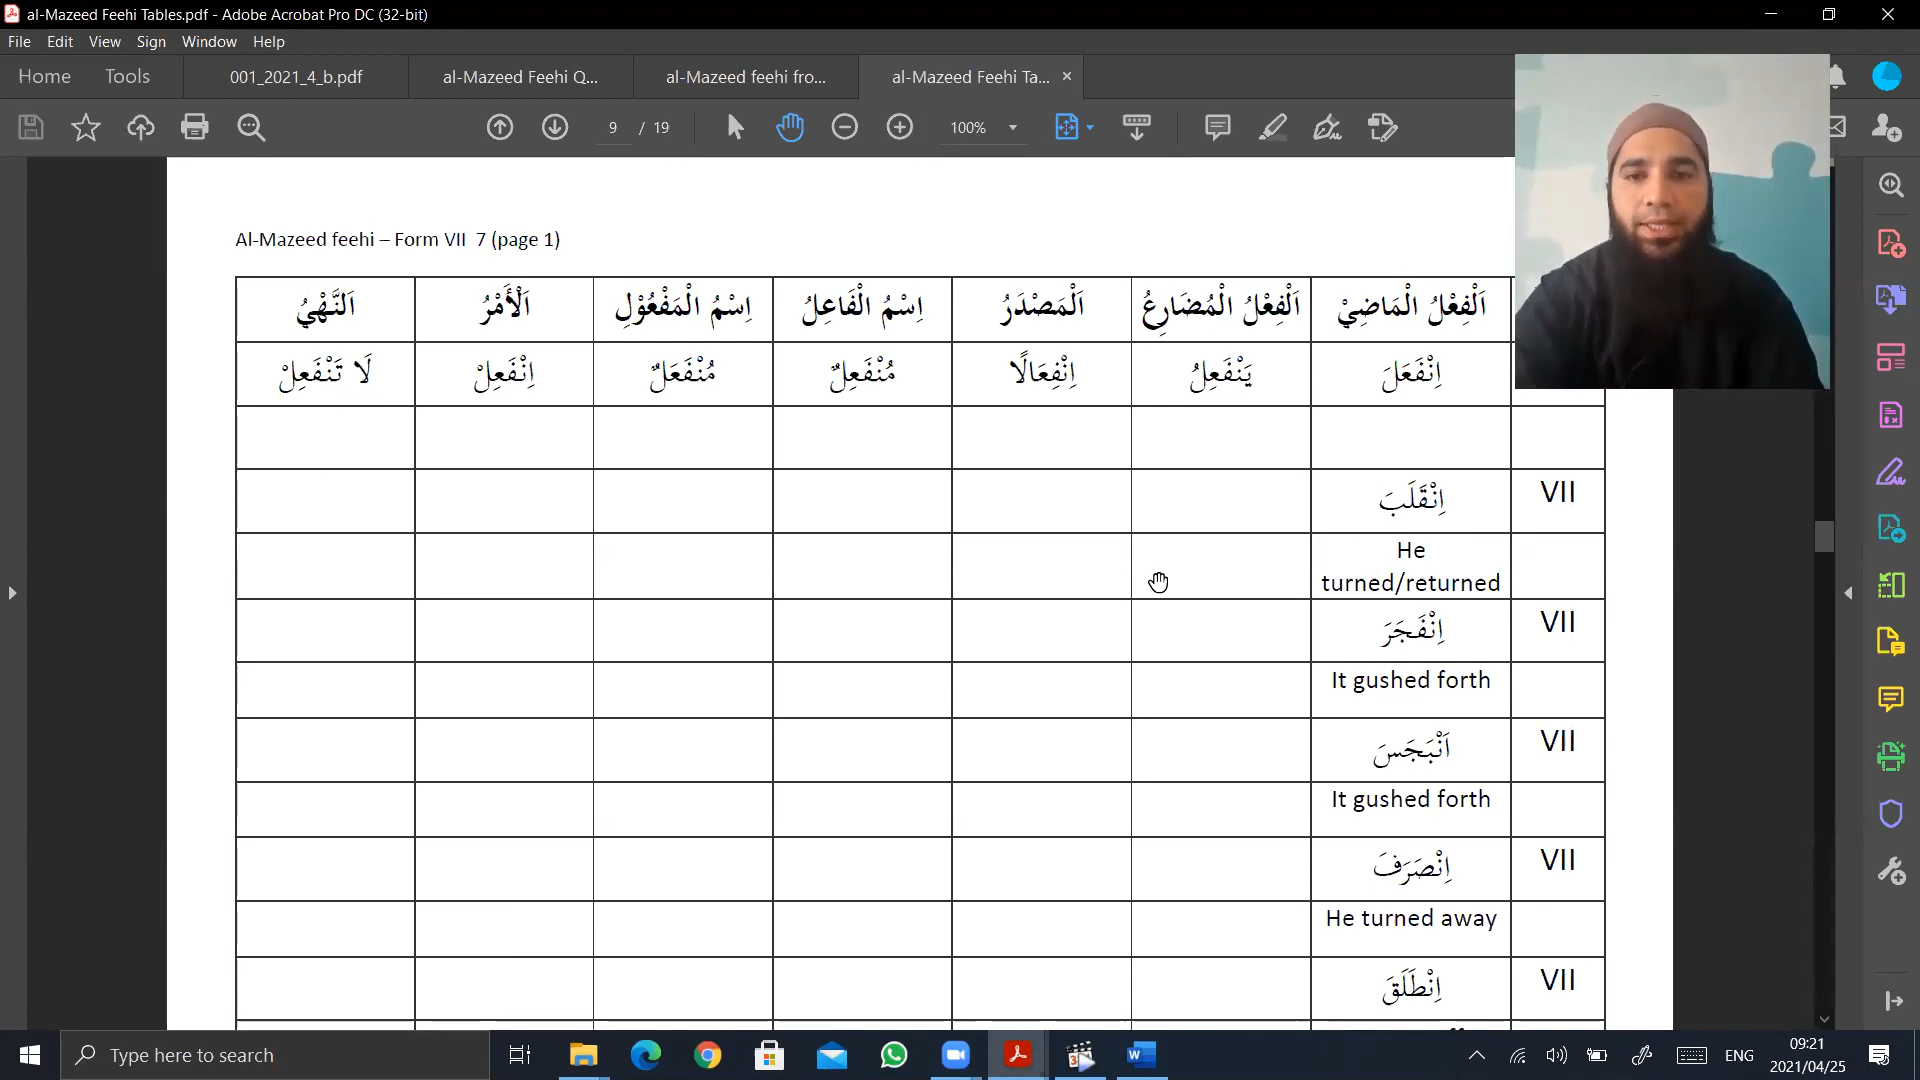 al-Mazeed Feehi Tables.pdf - Adobe Acrobat Pro DC (32-bit)
File Edit View Sign Window Help
Home Tools 001_2021_4_b.pdf al-Mazeed Feehi Q... al-Mazeed feehi fro... al-Mazeed Feehi Ta... ×
9 / 19 100%
Al-Mazeed feehi – Form VII 7 (page 1)
اَلْفِعْلُ الْمَاضِيْ اَلْفِعْلُ الْمُضَارِعُ اَلْمَصْدَرُ اِسْمُ الْفَاعِلُ اِسْمُ الْمَفْعُوْلِ اَلْأَمْرُ اَلنَّهْيُ
اِنْفَعَلَ يَنْفَعِلُ اِنْفِعَالًا مُنْفَعِلٌ مُنْفَعَلٌ اِنْفَعِلْ لَا تَنْفَعِلْ
VII اِنْقَلَبَ
He
turned/returned
VII اِنْفَجَرَ
It gushed forth
VII اَنْبَجَسَ
It gushed forth
VII اِنْصَرَفَ
He turned away
VII اِنْطَلَقَ
Type here to search
ENG
09:21
2021/04/25